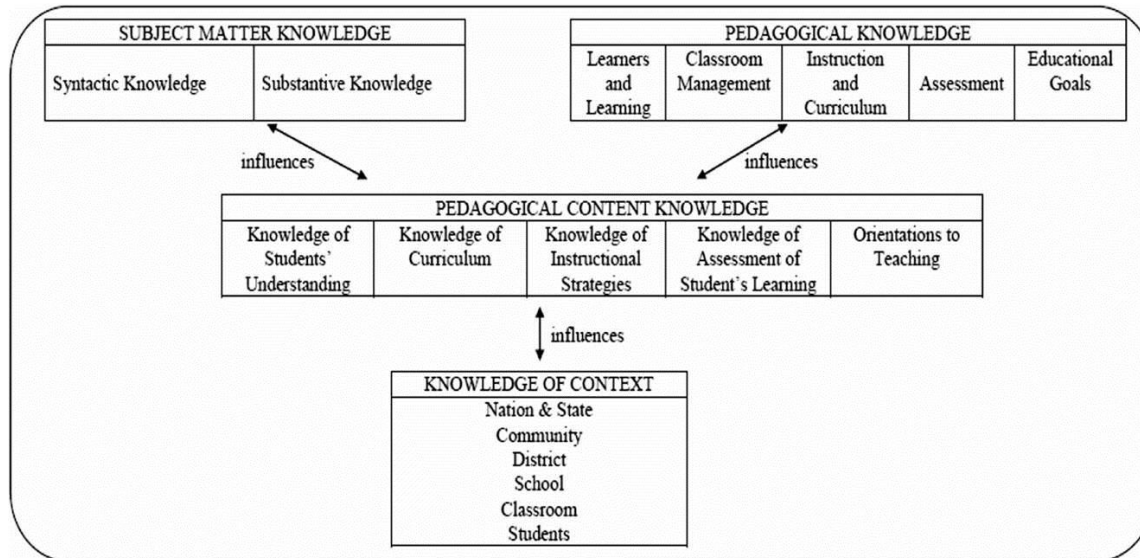 SUBJECT MATTER KNOWLEDGE
Syntactic Knowledge
Substantive Knowledge
PEDAGOGICAL KNOWLEDGE
Learners
and
Learning
Classroom
Management
Instruction
and
Curriculum
Assessment
Educational
Goals
influences
influences
PEDAGOGICAL CONTENT KNOWLEDGE
Knowledge of
Students'
Understanding
Knowledge of
Curriculum
Knowledge of
Instructional
Strategies
Knowledge of
Assessment of
Student's Learning
Orientations to
Teaching
influences
KNOWLEDGE OF CONTEXT
Nation & State
Community
District
School
Classroom
Students